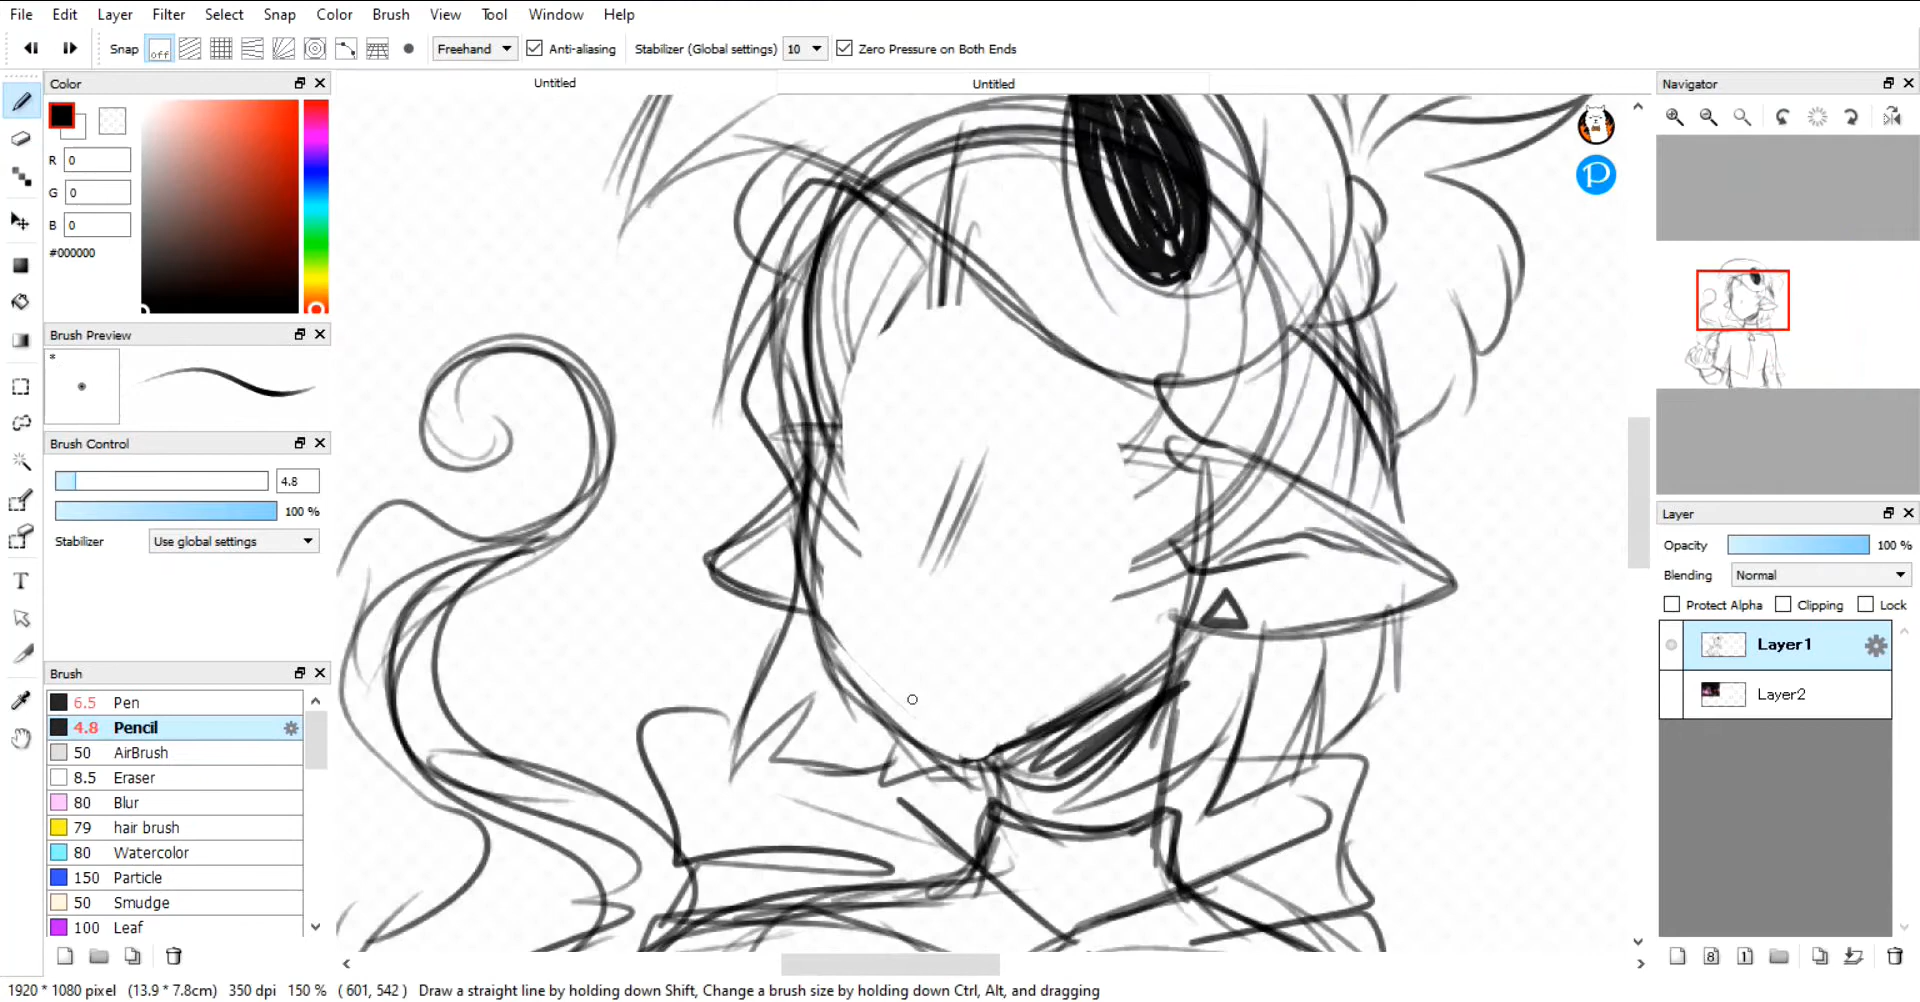 File Edit Layer Filter Select Snap Color Brush View Tool Window Help
Snap off Freehand Anti-aliasing Stabilizer (Global settings) 10 Zero Pressure on Both Ends
Color
Untitled Untitled
Navigator
R 0
G 0
B 0
#000000
Brush Preview
*
Brush Control
4.8
100 %
Stabilizer Use global settings
Brush
6.5 Pen
4.8 Pencil
50 AirBrush
8.5 Eraser
80 Blur
79 hair brush
80 Watercolor
150 Particle
50 Smudge
100 Leaf
P
Layer
Opacity 100 %
Blending Normal
Protect Alpha Clipping Lock
Layer1
Layer2
T
8 1
1920 * 1080 pixel (13.9 * 7.8cm) 350 dpi 150 % ( 601, 542 ) Draw a straight line by holding down Shift, Change a brush size by holding down Ctrl, Alt, and dragging